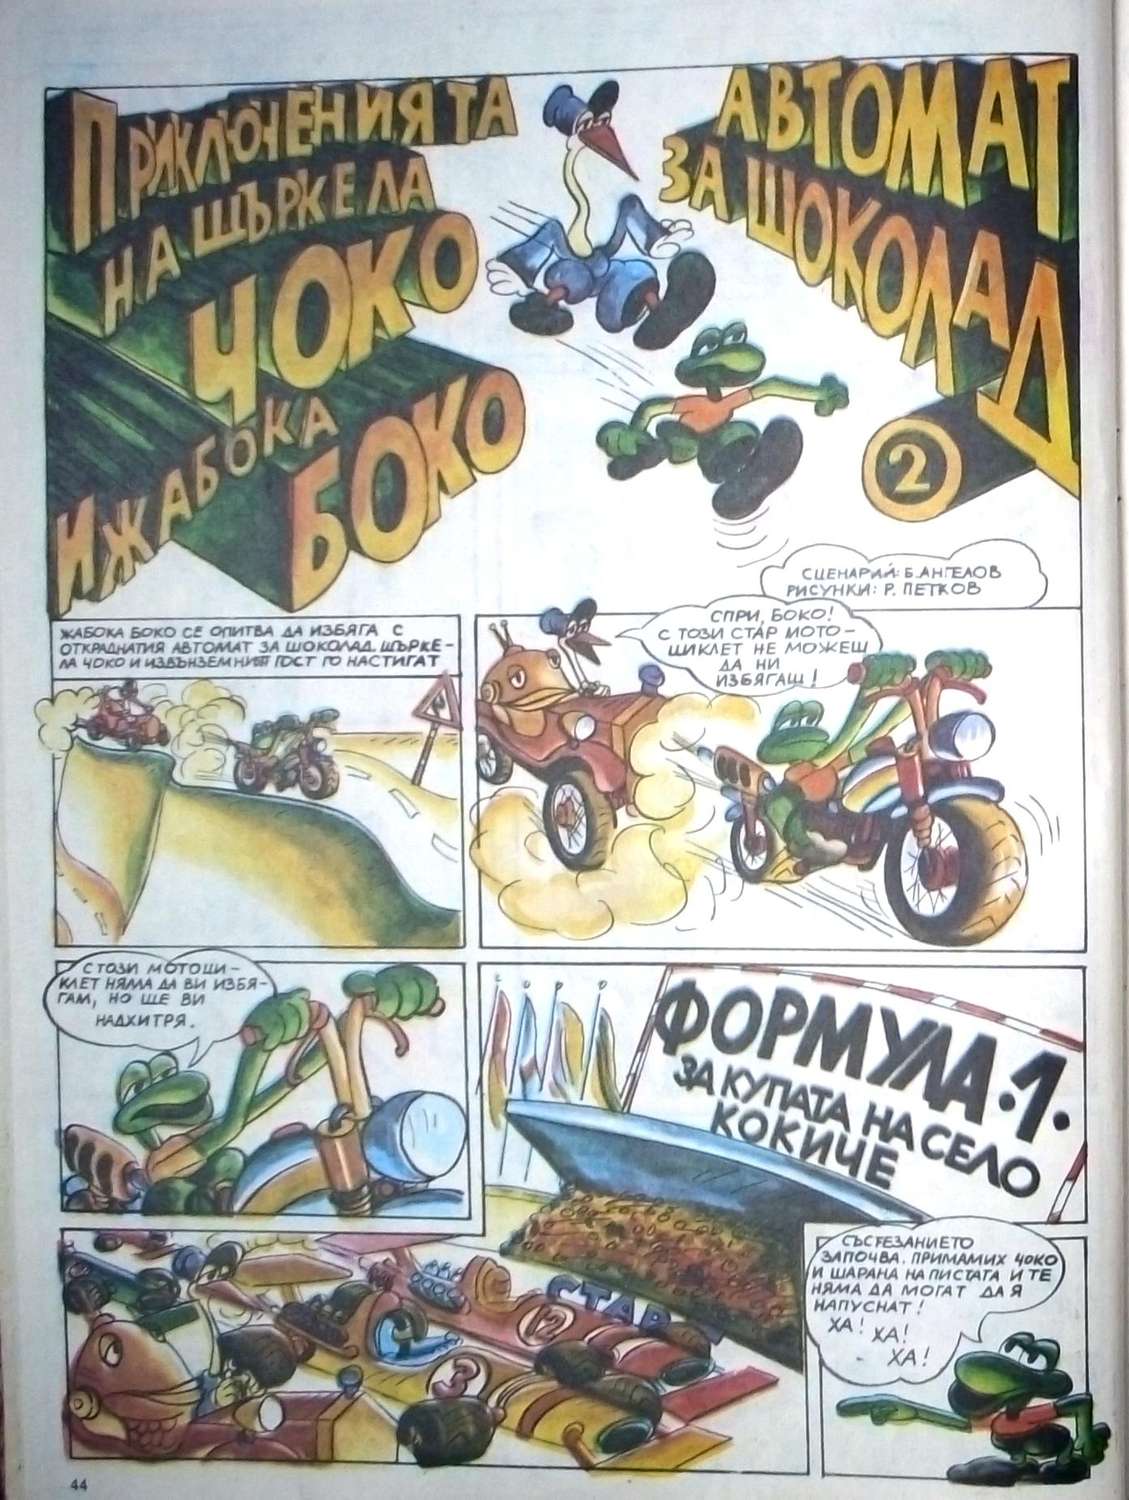 ПРИКЛЮЧЕНИЯТА
НА ЩЪРКЕЛА
ЧОКО
И ЖАБОКА
БОКО
АВТОМАТ
ЗА ШОКОЛАД
2
СЦЕНАРИЙ: Б. АНГЕЛОВ
РИСУНКИ: Р. ПЕТКОВ
ЖАБОКА БОКО СЕ ОПИТВА ДА ИЗБЯГА С
ОТКРАДНАТИЯ АВТОМАТ ЗА ШОКОЛАД. ЩЪРКЕ-
ЛА ЧОКО И ИЗВЪНЗЕМНИЯТ ГОСТ ГО НАСТИГАТ
СПРИ, БОКО!
С ТОЗИ СТАР МОТО-
ЦИКЛЕТ НЕ МОЖЕШ
ДА НИ
ИЗБЯГАШ!
С ТОЗИ МОТОЦИ-
КЛЕТ НЯМА ДА ВИ ИЗБЯ-
ГАМ, НО ЩЕ ВИ
НАДХИТРЯ.
ФОРМУЛА·1·
ЗА КУПАТА НА СЕЛО
КОКИЧЕ
СТАР
12
3
СЪСТЕЗАНИЕТО
ЗАПОЧВА. ПРИМАМИХ ЧОКО
И ШАРАНА НА ПИСТАТА И ТЕ
НЯМА ДА МОГАТ ДА Я
НАПУСНАТ!
ХА! ХА!
ХА!
44